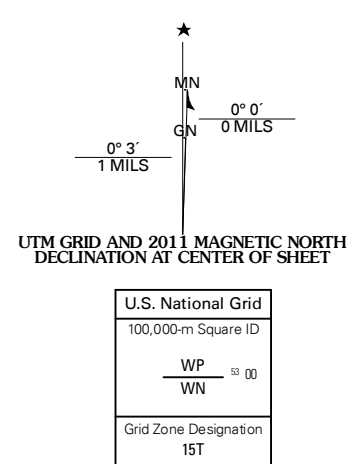 ★
MN
0° 0´
0 MILS
GN
0° 3´
1 MILS
UTM GRID AND 2011 MAGNETIC NORTH
DECLINATION AT CENTER OF SHEET
U.S. National Grid
100,000-m Square ID
WP
53 00
WN
Grid Zone Designation
15T